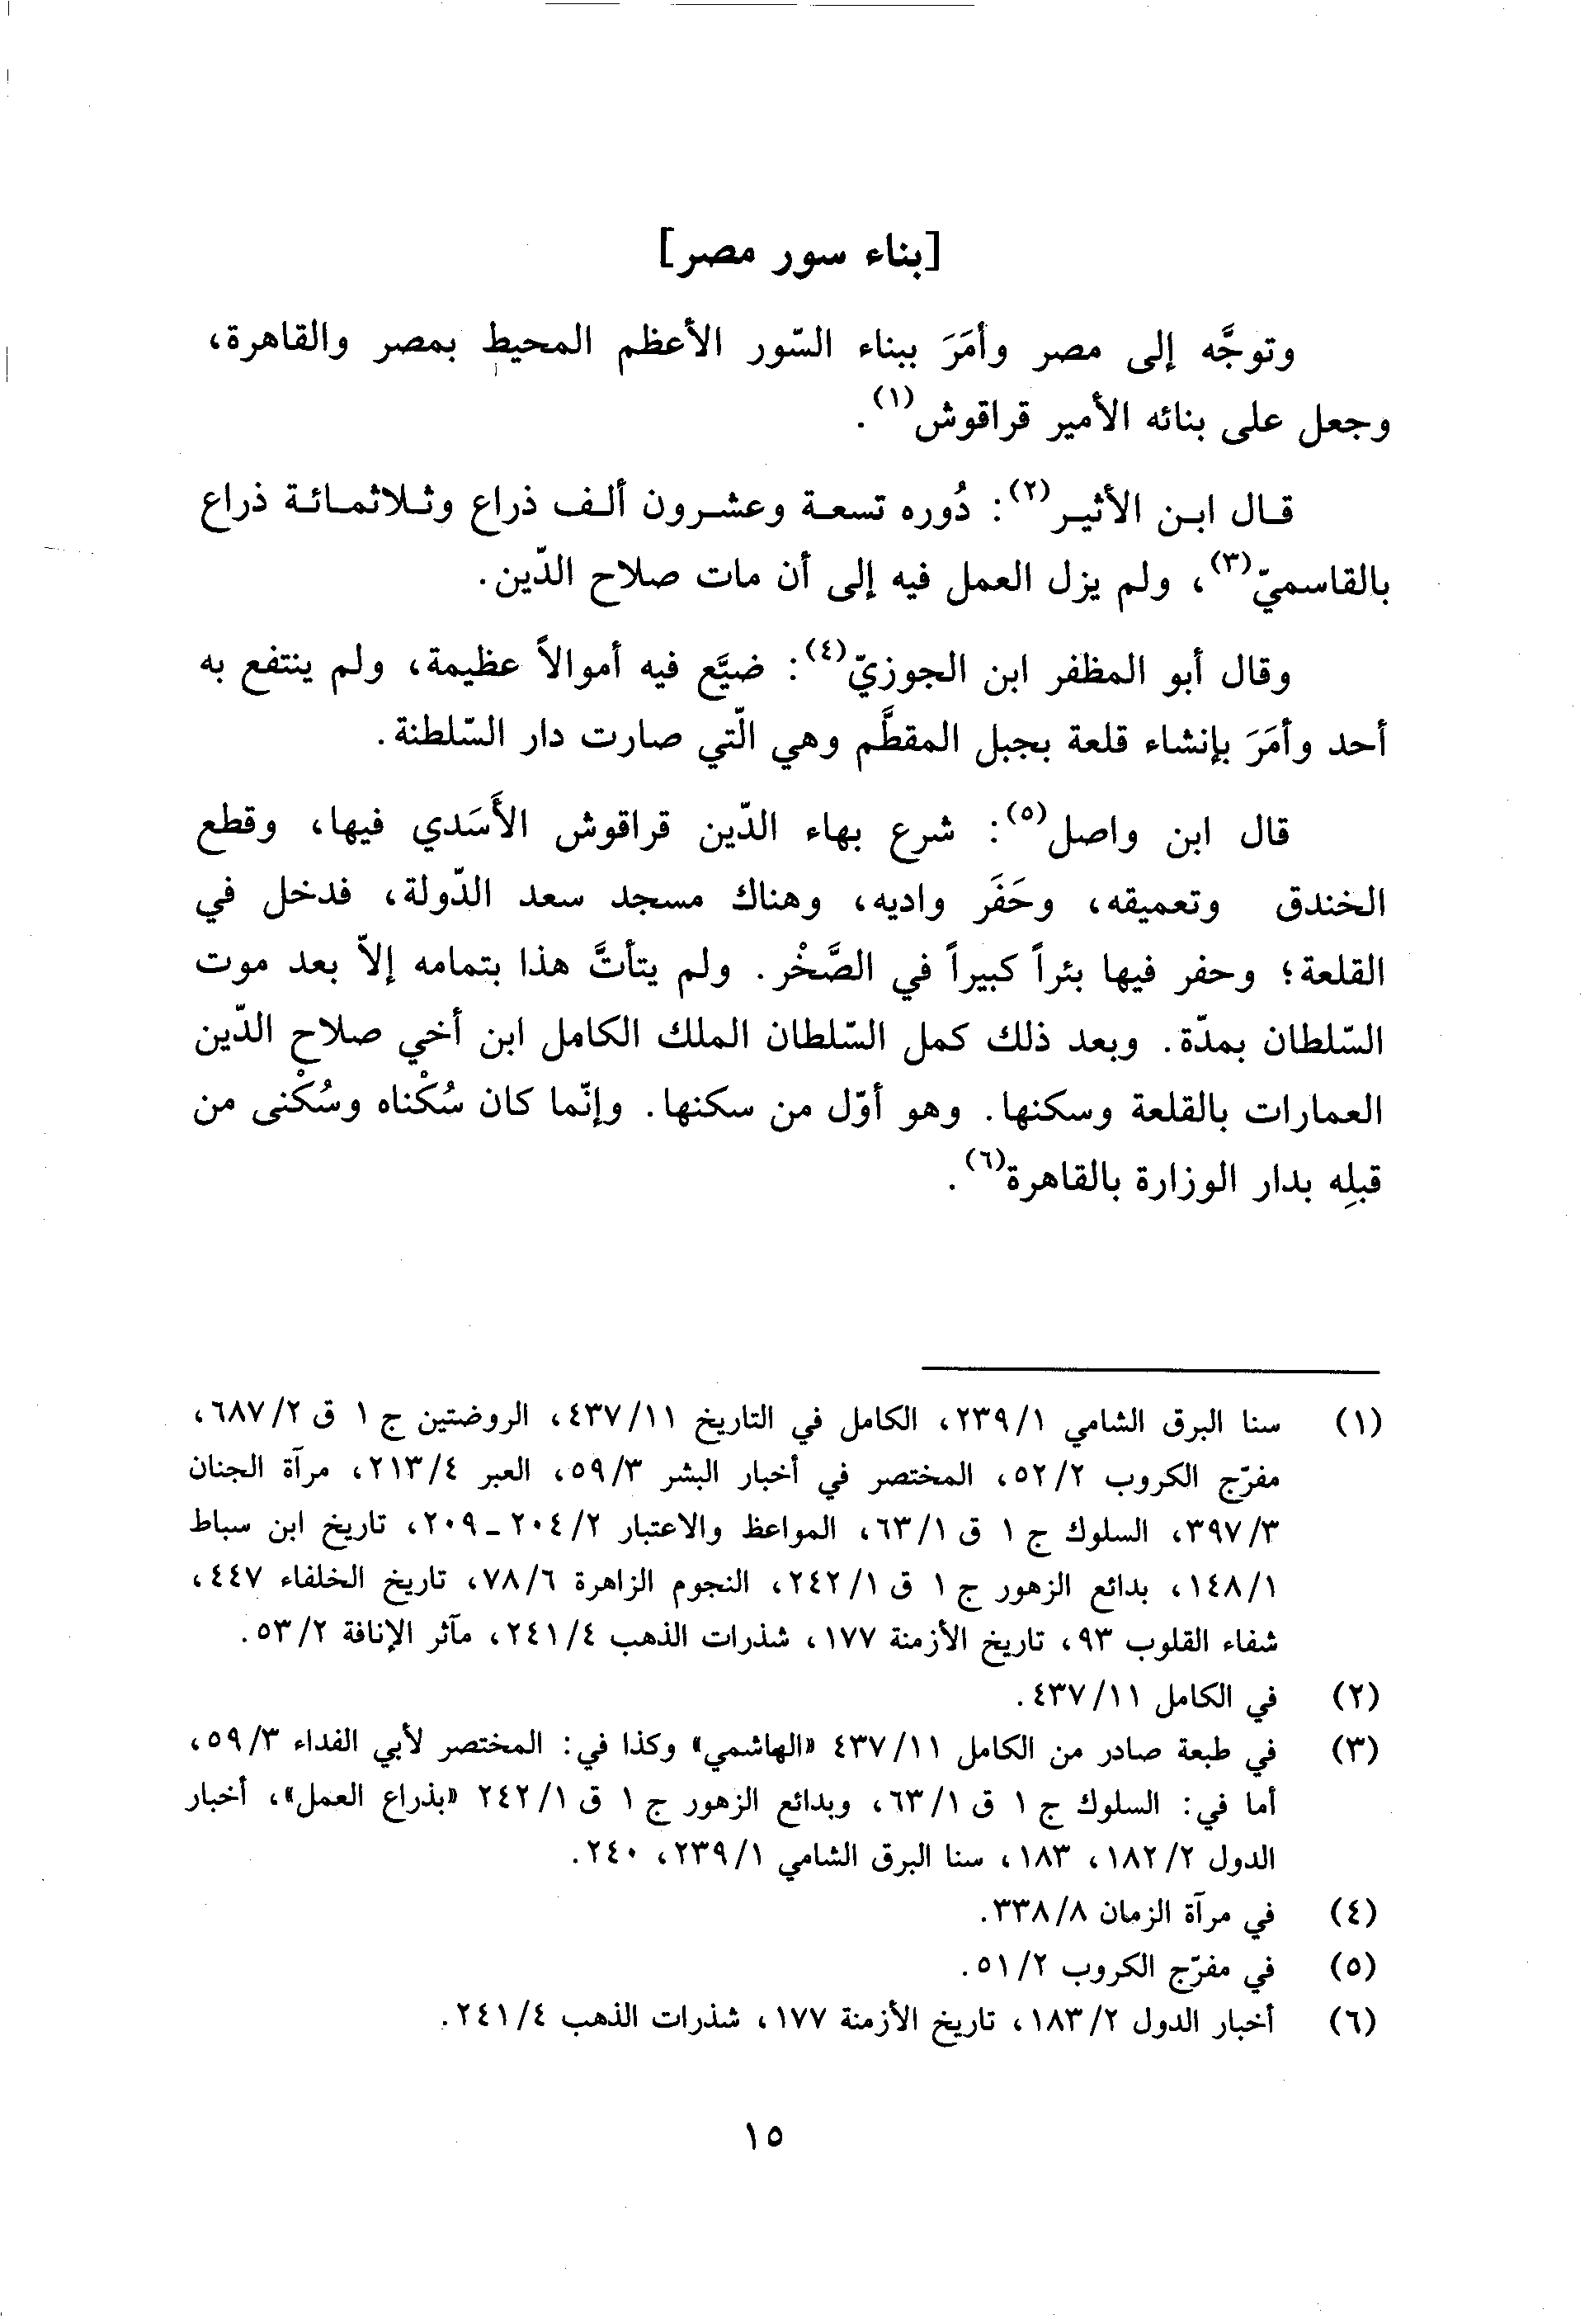 [بناء سور مصر]
وتوجَّه إلى مصر وأمَرَ ببناء السّور الأعظم المحيط بمصر والقاهرة،
وجعل على بنائه الأمير قراقوش(١).
قال ابن الأثير(٢): دُوره تسعة وعشرون ألف ذراع وثلاثمائة ذراع
بالقاسميّ(٣)، ولم يزل العمل فيه إلى أن مات صلاح الدّين.
وقال أبو المظفر ابن الجوزيّ(٤): ضيَّع فيه أموالاً عظيمة، ولم ينتفع به
أحد وأمَرَ بإنشاء قلعة بجبل المقطَّم وهي الّتي صارت دار السّلطنة.
قال ابن واصل(٥): شرع بهاء الدّين قراقوش الأَسَدي فيها، وقطع
الخندق وتعميقه، وحَفَر واديه، وهناك مسجد سعد الدّولة، فدخل في
القلعة؛ وحفر فيها بئراً كبيراً في الصَّخْر. ولم يتأتَّ هذا بتمامه إلاّ بعد موت
السّلطان بمدّة. وبعد ذلك كمل السّلطان الملك الكامل ابن أخي صلاح الدّين
العمارات بالقلعة وسكنها. وهو أوّل من سكنها. وإنّما كان سُكْناه وسُكْنى من
قبلِه بدار الوزارة بالقاهرة(٦).
(١) سنا البرق الشامي ٢٣٩/١، الكامل في التاريخ ٤٣٧/١١، الروضتين ج ١ ق ٦٨٧/٢،
مفرّج الكروب ٥٢/٢، المختصر في أخبار البشر ٥٩/٣، العبر ٢١٣/٤، مرآة الجنان
٣٩٧/٣، السلوك ج ١ ق ٦٣/١، المواعظ والاعتبار ٢٠٤/٢ ـ ٢٠٩، تاريخ ابن سباط
١٤٨/١، بدائع الزهور ج ١ ق ٢٤٢/١، النجوم الزاهرة ٧٨/٦، تاريخ الخلفاء ٤٤٧،
شفاء القلوب ٩٣، تاريخ الأزمنة ١٧٧، شذرات الذهب ٢٤١/٤، مآثر الإنافة ٥٣/٢.
(٢) في الكامل ٤٣٧/١١.
(٣) في طبعة صادر من الكامل ٤٣٧/١١ «الهاشمي» وكذا في: المختصر لأبي الفداء ٥٩/٣،
أما في: السلوك ج ١ ق ٦٣/١، وبدائع الزهور ج ١ ق ٢٤٢/١ «بذراع العمل»، أخبار
الدول ١٨٢/٢، ١٨٣، سنا البرق الشامي ٢٣٩/١، ٢٤٠.
(٤) في مرآة الزمان ٣٣٨/٨.
(٥) في مفرّج الكروب ٥١/٢.
(٦) أخبار الدول ١٨٣/٢، تاريخ الأزمنة ١٧٧، شذرات الذهب ٢٤١/٤.
١٥